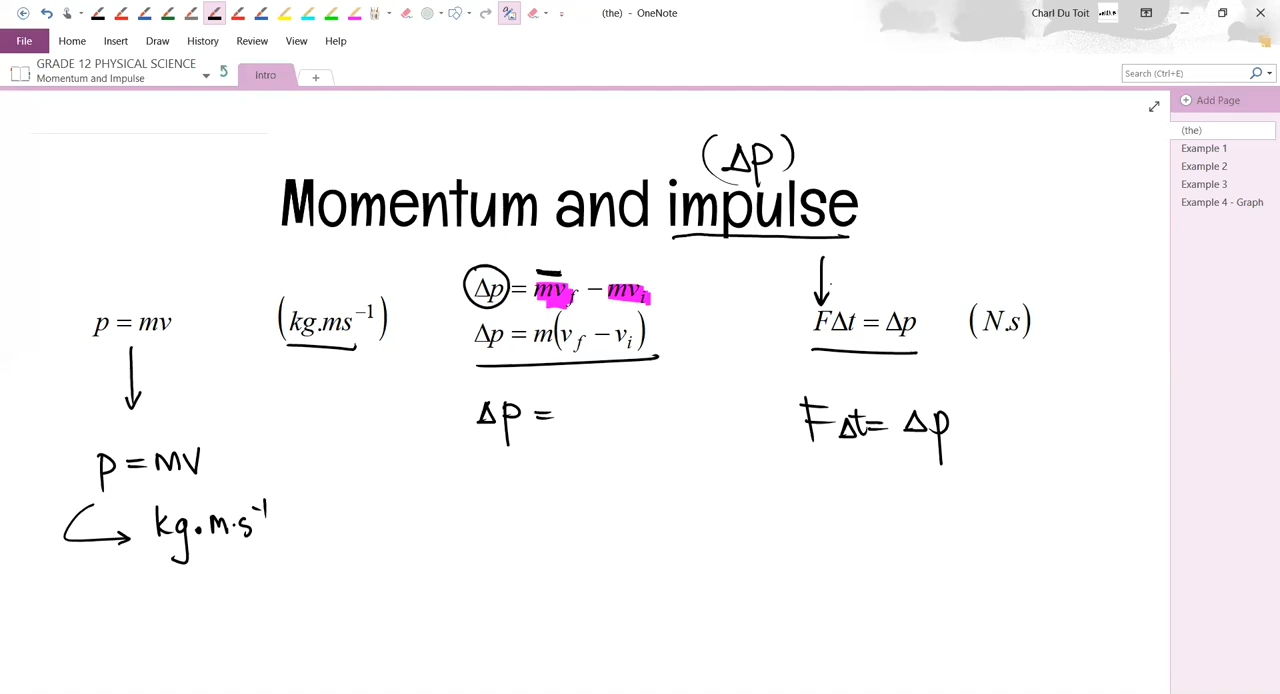 (the) - OneNote
Charl Du Toit
File Home Insert Draw History Review View Help
GRADE 12 PHYSICAL SCIENCE
Momentum and Impulse
Intro
+
Search (Ctrl+E)
Add Page
(the)
Example 1
Example 2
Example 3
Example 4 - Graph
(Δp)
Momentum and impulse
p = mv
(kg.ms⁻¹)
Δp = mv_f − mv_i
Δp = m(v_f − v_i)
FΔt = Δp
(N.s)
Δp =
FΔt = Δp
p = mv
kg.m.s⁻¹